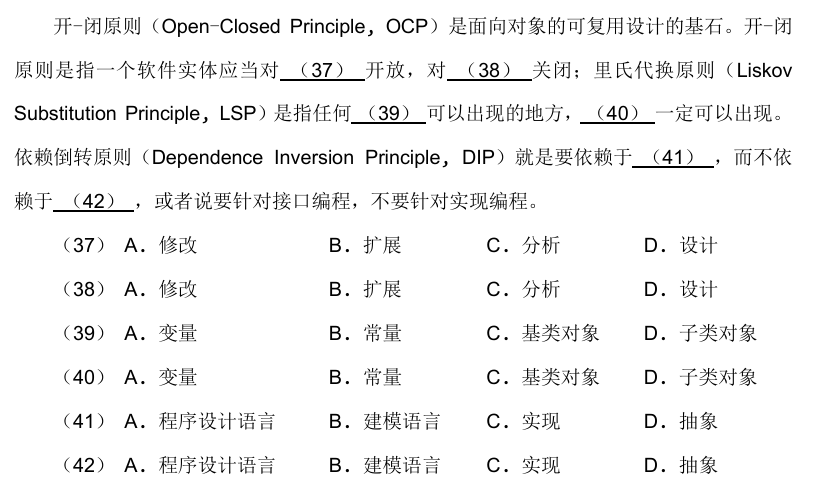 开-闭原则（Open-Closed Principle，OCP）是面向对象的可复用设计的基石。开-闭
原则是指一个软件实体应当对 （37） 开放，对 （38） 关闭；里氏代换原则（Liskov
Substitution Principle，LSP）是指任何 （39） 可以出现的地方， （40） 一定可以出现。
依赖倒转原则（Dependence Inversion Principle，DIP）就是要依赖于 （41） ，而不依
赖于 （42） ，或者说要针对接口编程，不要针对实现编程。
（37） A．修改 B．扩展 C．分析 D．设计
（38） A．修改 B．扩展 C．分析 D．设计
（39） A．变量 B．常量 C．基类对象 D．子类对象
（40） A．变量 B．常量 C．基类对象 D．子类对象
（41） A．程序设计语言 B．建模语言 C．实现 D．抽象
（42） A．程序设计语言 B．建模语言 C．实现 D．抽象